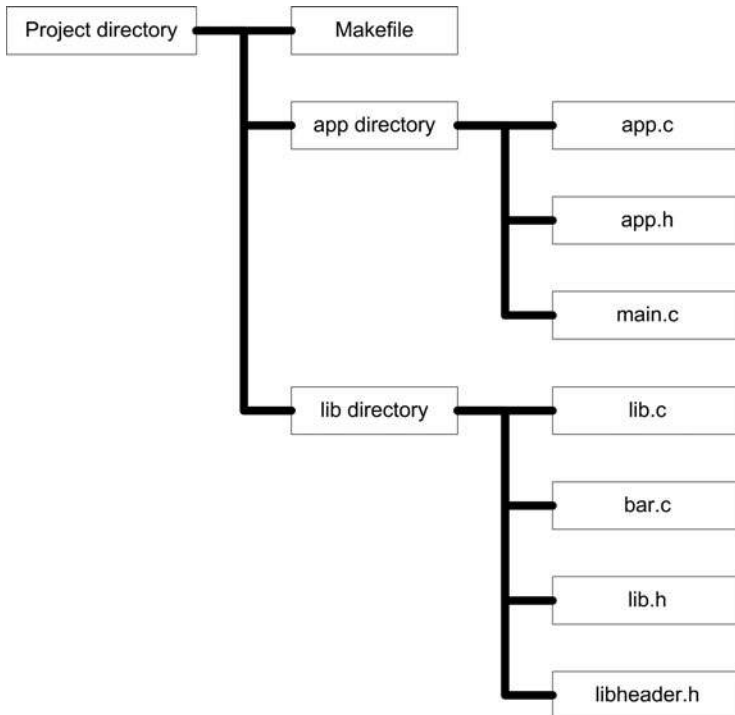 Project directory
Makefile
app directory
app.c
app.h
main.c
lib directory
lib.c
bar.c
lib.h
libheader.h